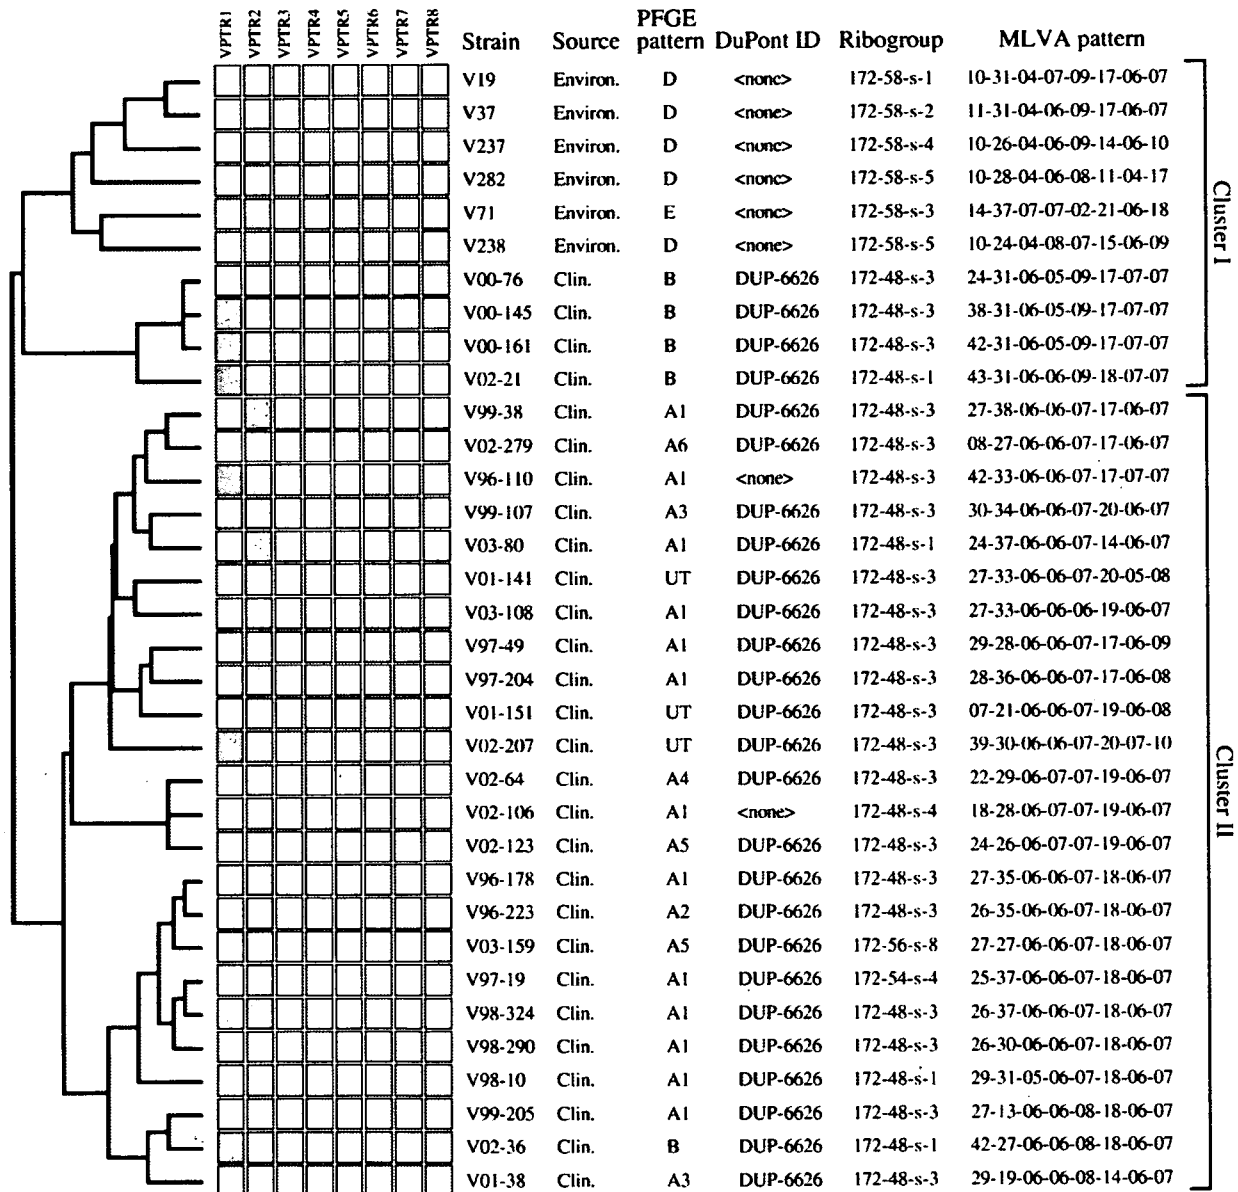 VPTR1 VPTR2 VPTR3 VPTR4 VPTR5 VPTR6 VPTR7 VPTR8 Strain Source PFGE pattern DuPont ID Ribogroup MLVA pattern
V19 Environ. D <none> 172-58-s-1 10-31-04-07-09-17-06-07
V37 Environ. D <none> 172-58-s-2 11-31-04-06-09-17-06-07
V237 Environ. D <none> 172-58-s-4 10-26-04-06-09-14-06-10
V282 Environ. D <none> 172-58-s-5 10-28-04-06-08-11-04-17
V71 Environ. E <none> 172-58-s-3 14-37-07-07-02-21-06-18
V238 Environ. D <none> 172-58-s-5 10-24-04-08-07-15-06-09
V00-76 Clin. B DUP-6626 172-48-s-3 24-31-06-05-09-17-07-07
V00-145 Clin. B DUP-6626 172-48-s-3 38-31-06-05-09-17-07-07
V00-161 Clin. B DUP-6626 172-48-s-3 42-31-06-05-09-17-07-07
V02-21 Clin. B DUP-6626 172-48-s-1 43-31-06-06-09-18-07-07
Cluster I
V99-38 Clin. A1 DUP-6626 172-48-s-3 27-38-06-06-07-17-06-07
V02-279 Clin. A6 DUP-6626 172-48-s-3 08-27-06-06-07-17-06-07
V96-110 Clin. A1 <none> 172-48-s-3 42-33-06-06-07-17-07-07
V99-107 Clin. A3 DUP-6626 172-48-s-3 30-34-06-06-07-20-06-07
V03-80 Clin. A1 DUP-6626 172-48-s-1 24-37-06-06-07-14-06-07
V01-141 Clin. UT DUP-6626 172-48-s-3 27-33-06-06-07-20-05-08
V03-108 Clin. A1 DUP-6626 172-48-s-3 27-33-06-06-06-19-06-07
V97-49 Clin. A1 DUP-6626 172-48-s-3 29-28-06-06-07-17-06-09
V97-204 Clin. A1 DUP-6626 172-48-s-3 28-36-06-06-07-17-06-08
V01-151 Clin. UT DUP-6626 172-48-s-3 07-21-06-06-07-19-06-08
V02-207 Clin. UT DUP-6626 172-48-s-3 39-30-06-06-07-20-07-10
V02-64 Clin. A4 DUP-6626 172-48-s-3 22-29-06-07-07-19-06-07
V02-106 Clin. A1 <none> 172-48-s-4 18-28-06-07-07-19-06-07
V02-123 Clin. A5 DUP-6626 172-48-s-3 24-26-06-07-07-19-06-07
V96-178 Clin. A1 DUP-6626 172-48-s-3 27-35-06-06-07-18-06-07
V96-223 Clin. A2 DUP-6626 172-48-s-3 26-35-06-06-07-18-06-07
V03-159 Clin. A5 DUP-6626 172-56-s-8 27-27-06-06-07-18-06-07
V97-19 Clin. A1 DUP-6626 172-54-s-4 25-37-06-06-07-18-06-07
V98-324 Clin. A1 DUP-6626 172-48-s-3 26-37-06-06-07-18-06-07
V98-290 Clin. A1 DUP-6626 172-48-s-3 26-30-06-06-07-18-06-07
V98-10 Clin. A1 DUP-6626 172-48-s-1 29-31-05-06-07-18-06-07
V99-205 Clin. A1 DUP-6626 172-48-s-3 27-13-06-06-08-18-06-07
V02-36 Clin. B DUP-6626 172-48-s-1 42-27-06-06-08-18-06-07
V01-38 Clin. A3 DUP-6626 172-48-s-3 29-19-06-06-08-14-06-07
Cluster II